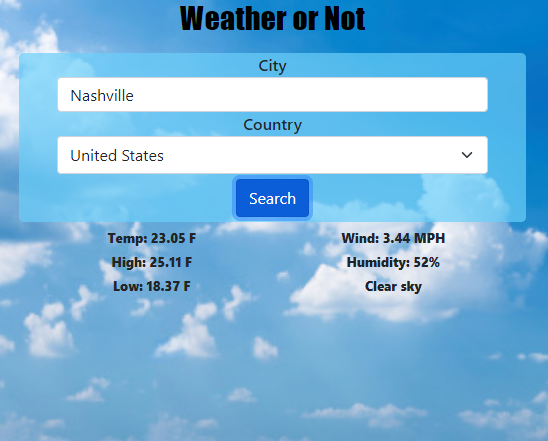 Weather or Not
City
Nashville
Country
United States
Search
Temp: 23.05 F
High: 25.11 F
Low: 18.37 F
Wind: 3.44 MPH
Humidity: 52%
Clear sky